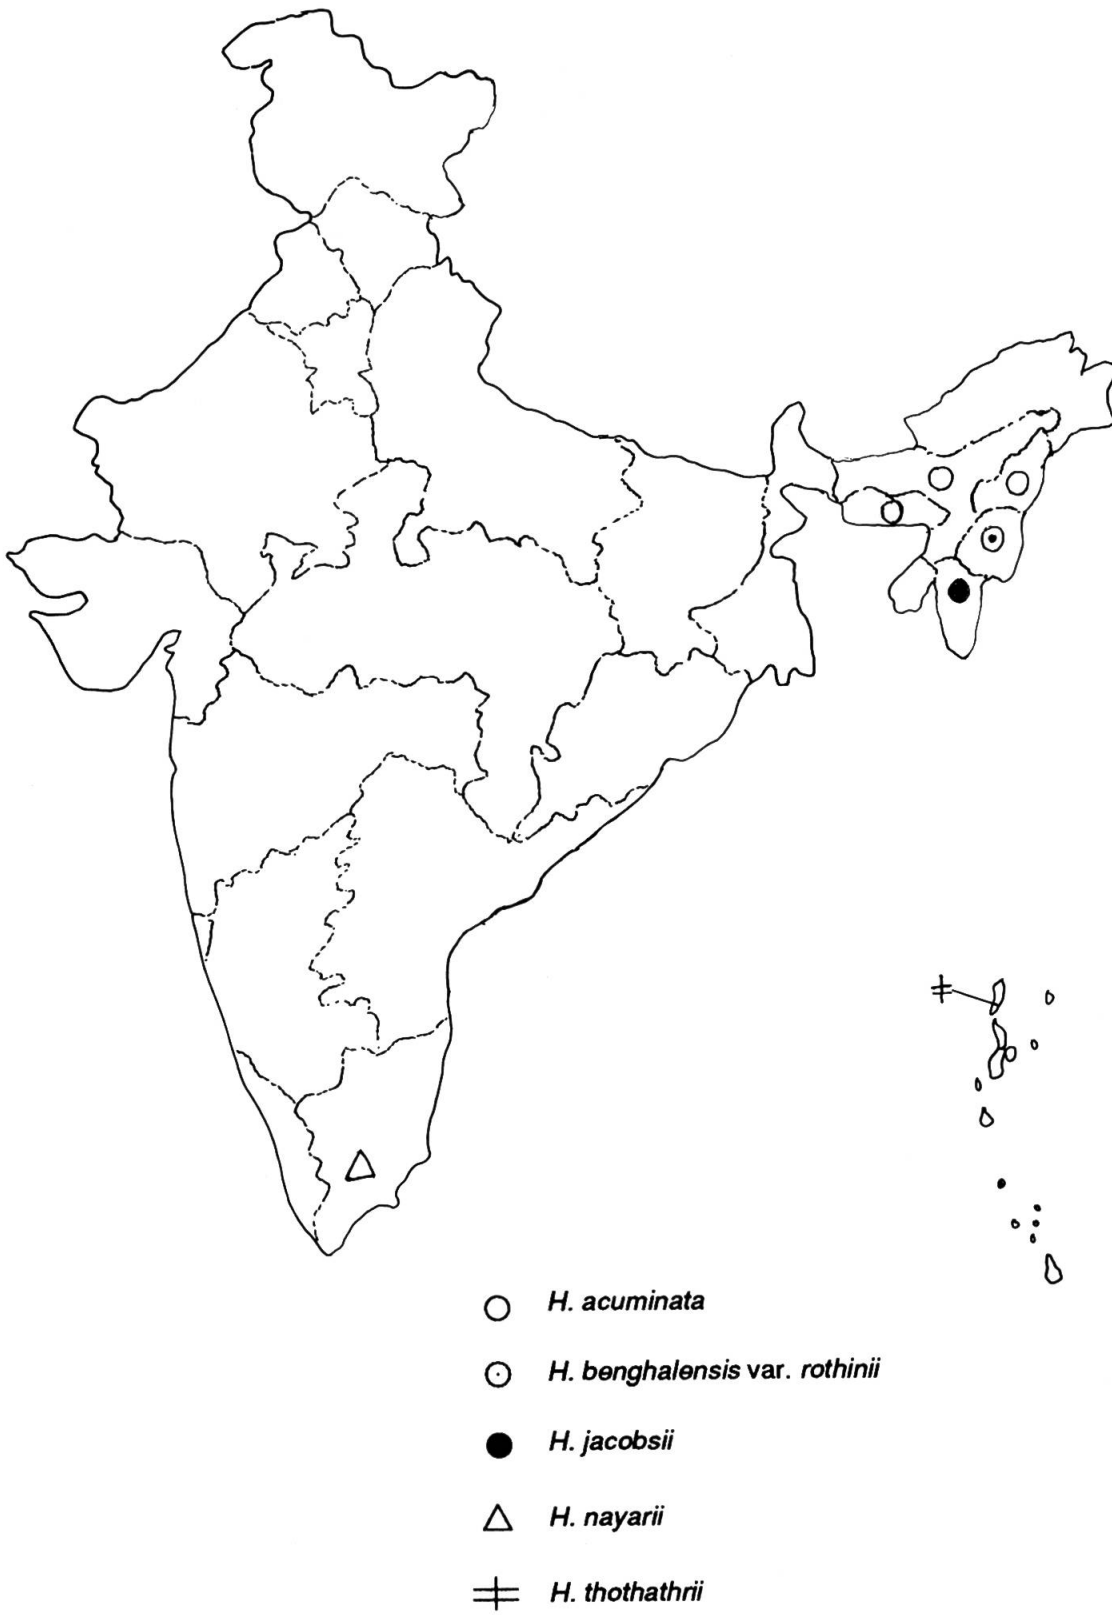 H. acuminata
H. benghalensis var. rothinii
H. jacobsii
H. nayarii
H. thothathrii